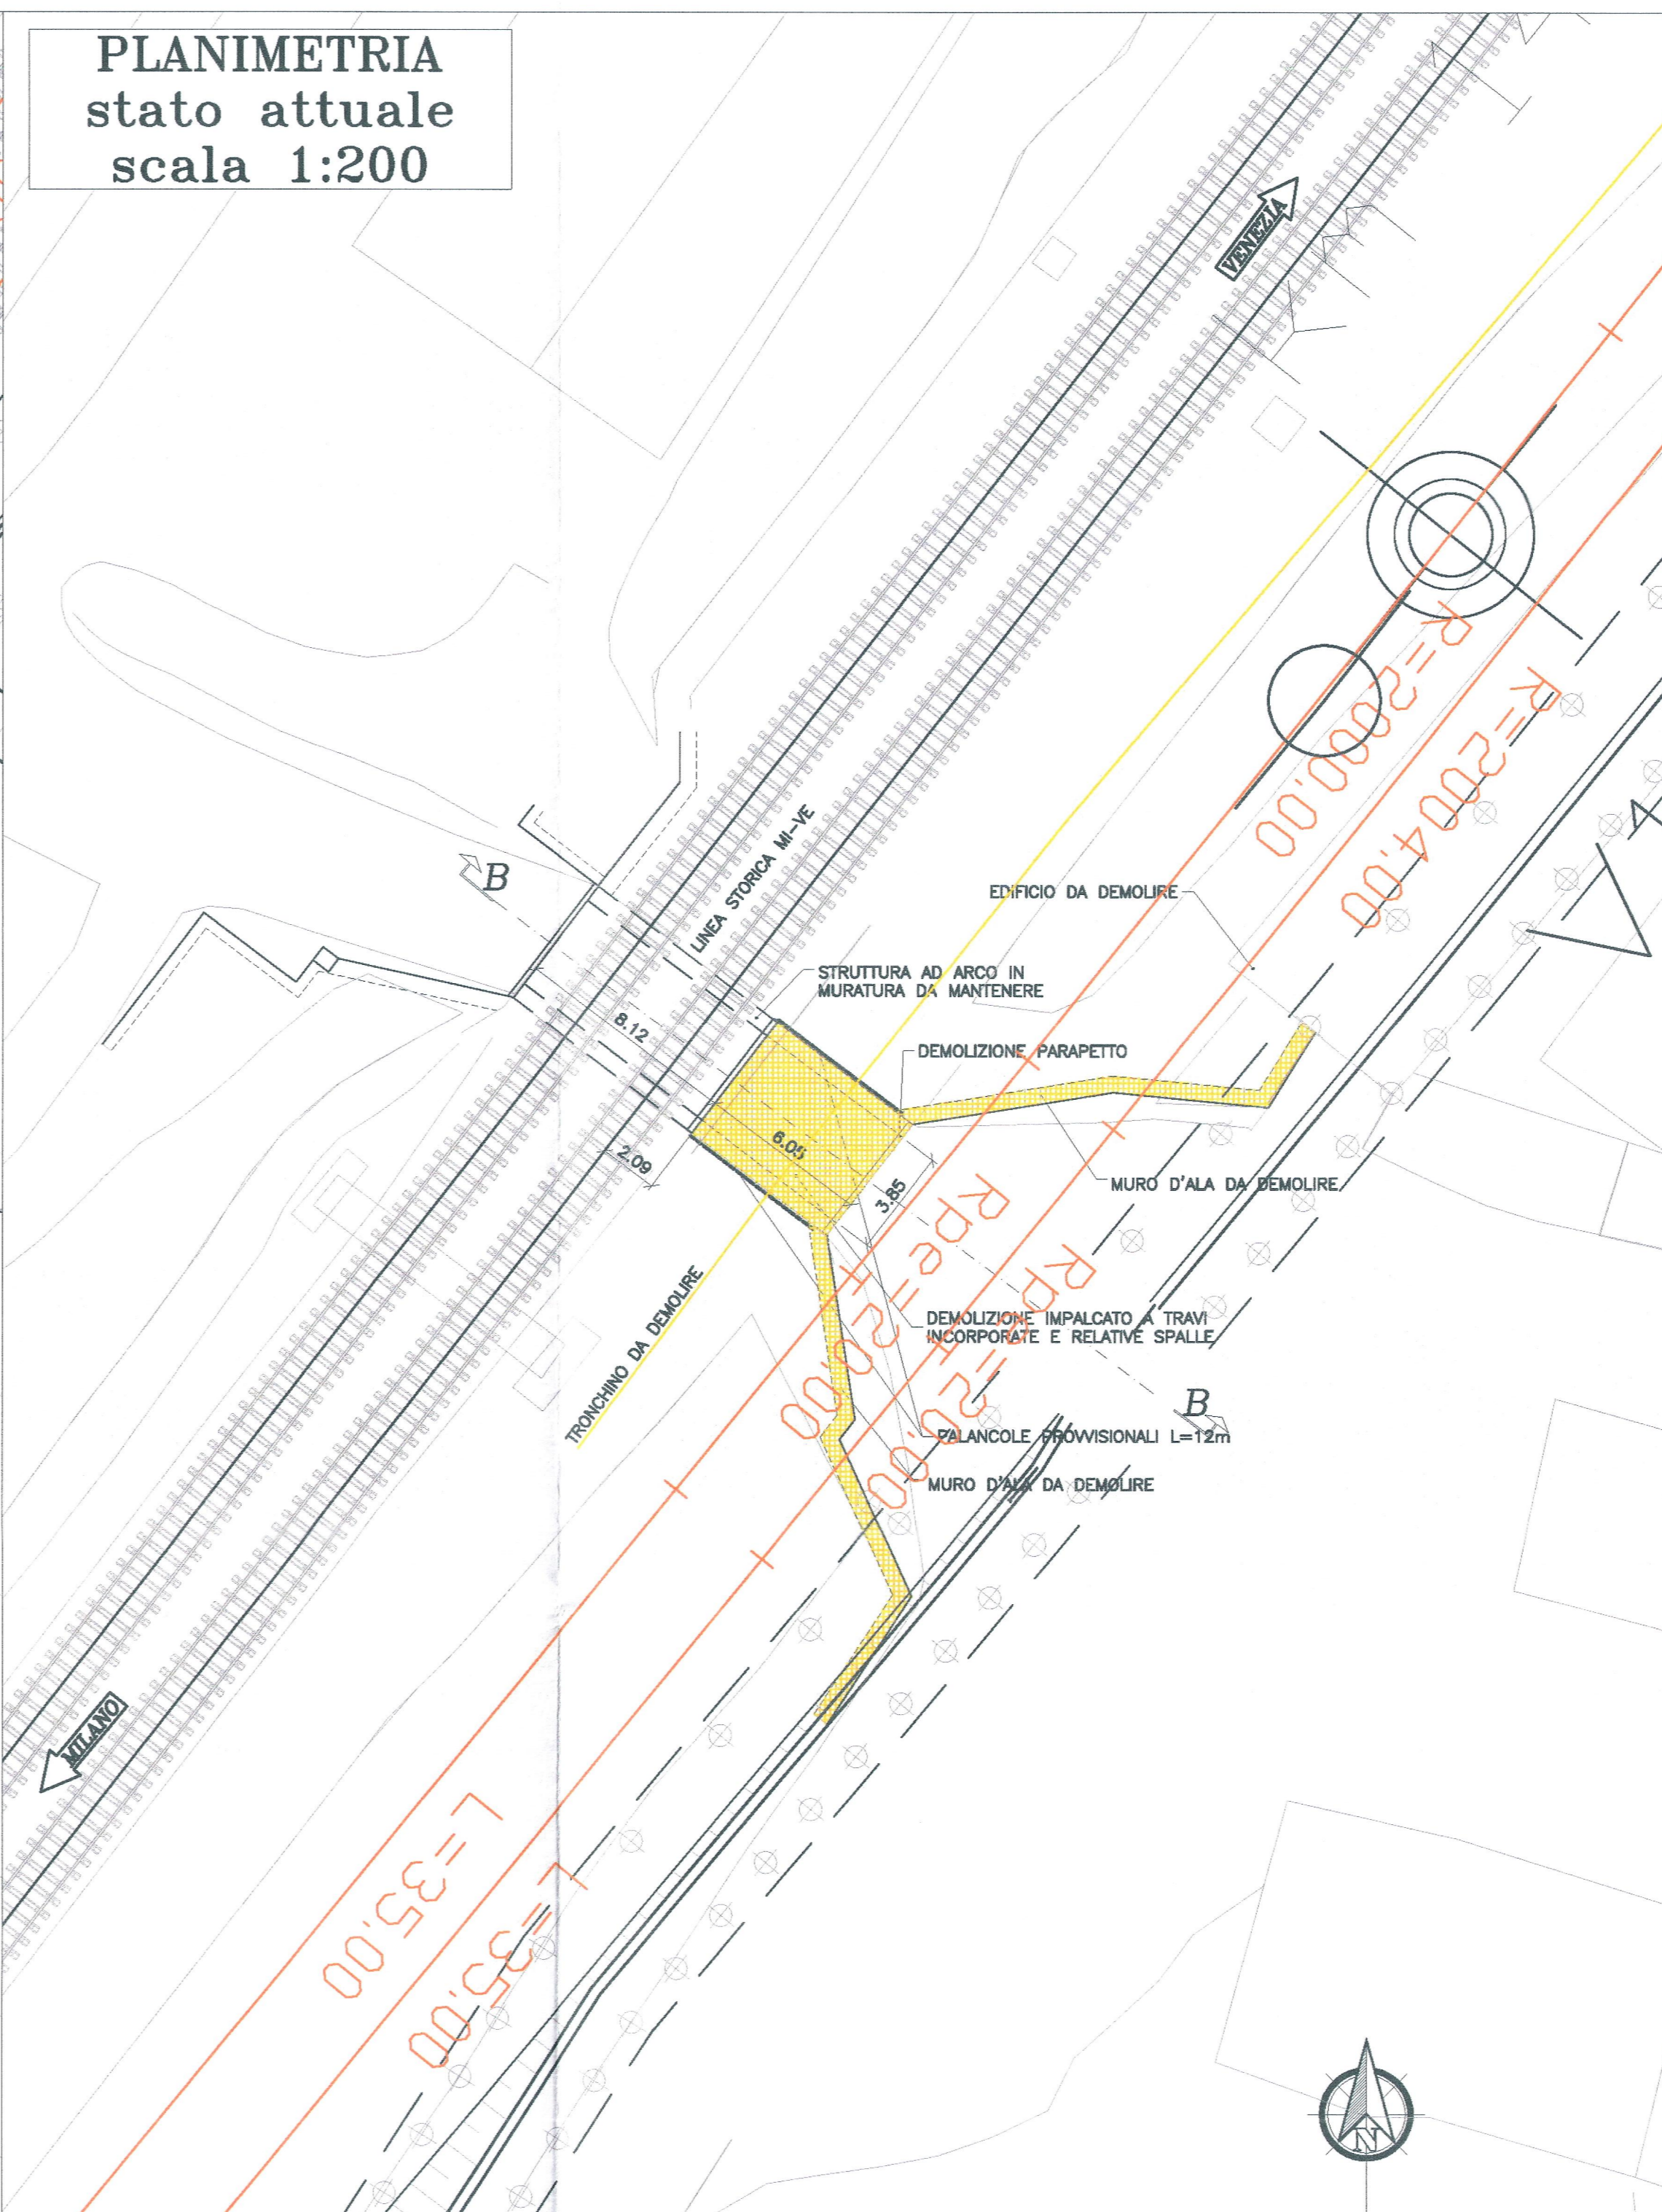 PLANIMETRIA
stato attuale
scala 1:200
VENEZIA
R=2000.00
R=2004.00
LINEA STORICA MI-VE
B
EDIFICIO DA DEMOLIRE
STRUTTURA AD ARCO IN
MURATURA DA MANTENERE
8.12
DEMOLIZIONE PARAPETTO
6.05
2.09
3.85
MURO D'ALA DA DEMOLIRE
Rpe=20.00
Rpe=20.00
TRONCHINO DA DEMOLIRE
DEMOLIZIONE IMPALCATO A TRAVI
INCORPORATE E RELATIVE SPALLE
B
PALANCOLE PROVVISIONALI L=12m
MURO D'ALA DA DEMOLIRE
MILANO
L=35.00
L=35.00
N